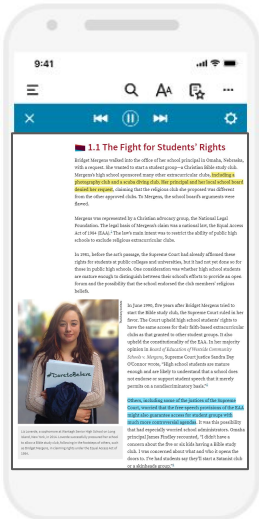 9:41
AA
1.1 The Fight for Students' Rights
Bridget Mergens walked into the office of her school principal in Omaha, Nebraska,
with a request. She wanted to start a student group—a Christian Bible study club.
Mergens's high school sponsored many other extracurricular clubs, including a
photography club and a scuba diving club. Her principal and her local school board
denied her request, claiming that the religious club she proposed was different
from the other clubs. To Mergens, the school board's arguments were
flawed.
Mergens was represented by a Christian advocacy group, the National Legal
Foundation. The legal basis of Mergens's claim was a national law, the Equal Access
Act of 1984 (EAA). The law's main intent was to restrict the ability of public high
schools to exclude religious extracurricular clubs.
In 1981, before the act's passage, the Supreme Court had already affirmed these
rights for students at public colleges and universities, but it had not yet done so for
those in public high schools. One consideration was whether high school students
are mature enough to distinguish between their school's efforts to provide an open
forum and the possibility that the school endorsed the club members' religious
beliefs.
In June 1990, five years after Bridget Mergens tried to
start the Bible study club, the Supreme Court ruled in her
favor. The Court upheld high school students' rights to
have the same access for their faith-based extracurricular
clubs as that granted to other student groups. It also
upheld the constitutionality of the EAA. In her majority
opinion in Board of Education of Westside Community
Schools v. Mergens, Supreme Court Justice Sandra Day
O'Connor wrote, "High school students are mature
enough and are likely to understand that a school does
not endorse or support student speech that it merely
permits on a nondiscriminatory basis."
#DaretoBelieve
Others, including some of the justices of the Supreme
Court, worried that the free speech provisions of the EAA
might also guarantee access for student groups with
much more controversial agendas. It was this possibility
that had especially worried school administrators. Omaha
principal James Findley recounted, "I didn't have a
concern about the five or ten kids having a Bible study
club. I was concerned about what and who it opens the
doors to. I've had students say they'll start a Satanist club
or a skinheads group."